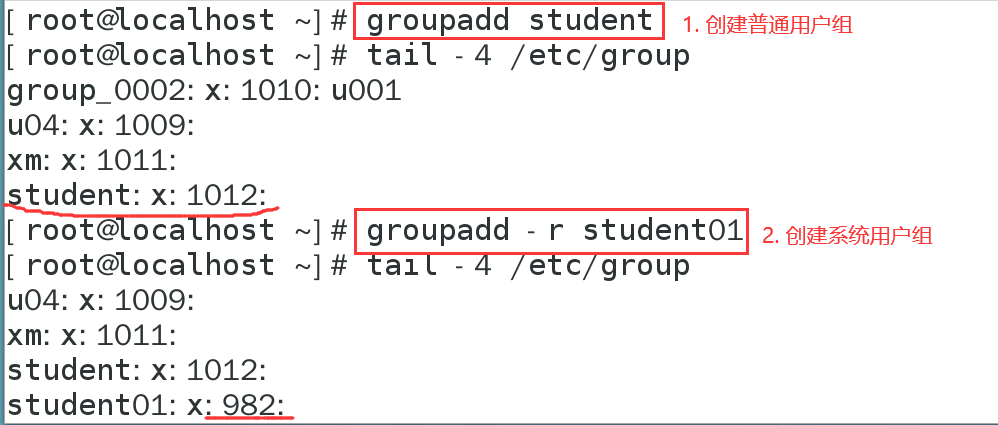 [ root@localhost ~] # groupadd student 1. 创建普通用户组
[ root@localhost ~] # tail - 4 /etc/group
group_0002: x: 1010: u001
u04: x: 1009:
xm: x: 1011:
student: x: 1012:
[ root@localhost ~] # groupadd - r student01 2. 创建系统用户组
[ root@localhost ~] # tail - 4 /etc/group
u04: x: 1009:
xm: x: 1011:
student: x: 1012:
student01: x: 982: